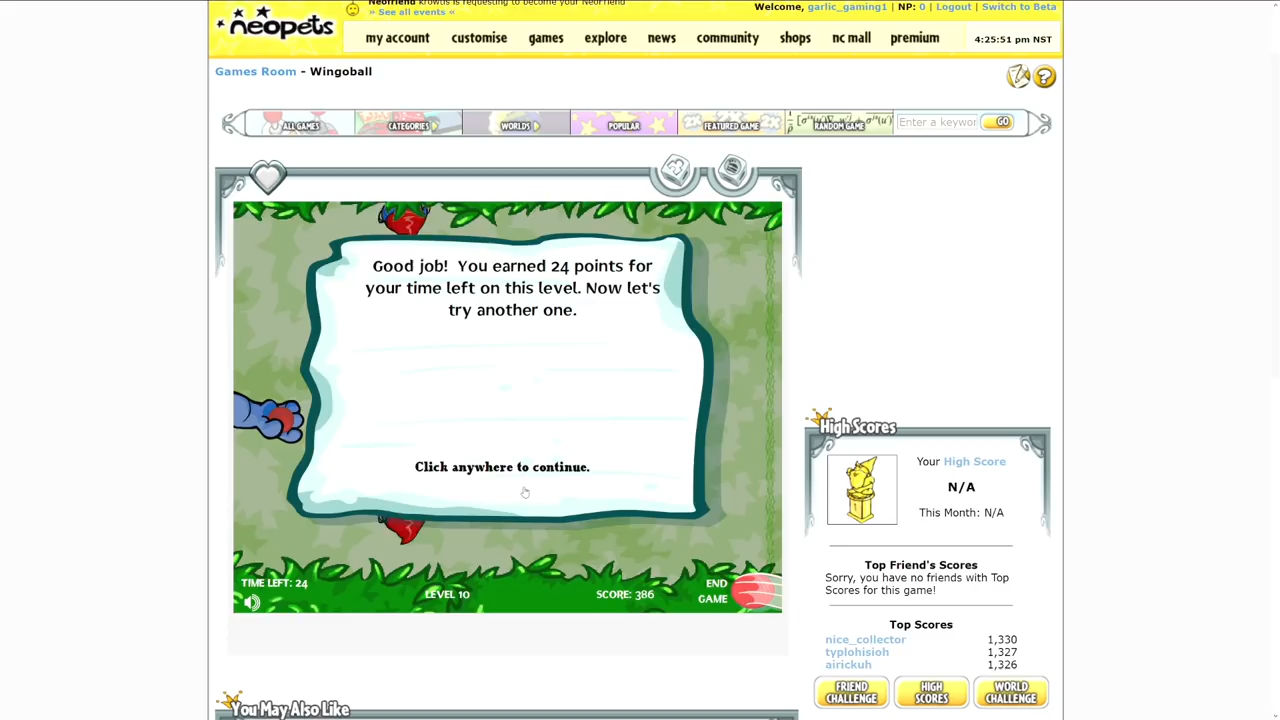 Neofriend krowtis is requesting to become your Neofriend
» See all events «
Welcome, garlic_gaming1 | NP: 0 | Logout | Switch to Beta
neopets
my account customise games explore news community shops nc mall premium
4:25:51 pm NST
Games Room - Wingoball
ALL GAMES CATEGORIES WORLDS POPULAR FEATURED GAME RANDOM GAME Enter a keywor GO
Good job! You earned 24 points for
your time left on this level. Now let's
try another one.
Click anywhere to continue.
TIME LEFT: 24
LEVEL 10
SCORE: 386
END
GAME
High Scores
Your High Score
N/A
This Month: N/A
Top Friend's Scores
Sorry, you have no friends with Top
Scores for this game!
Top Scores
nice_collector 1,330
typlohisioh 1,327
airickuh 1,326
FRIEND CHALLENGE
HIGH SCORES
WORLD CHALLENGE
You May Also Like